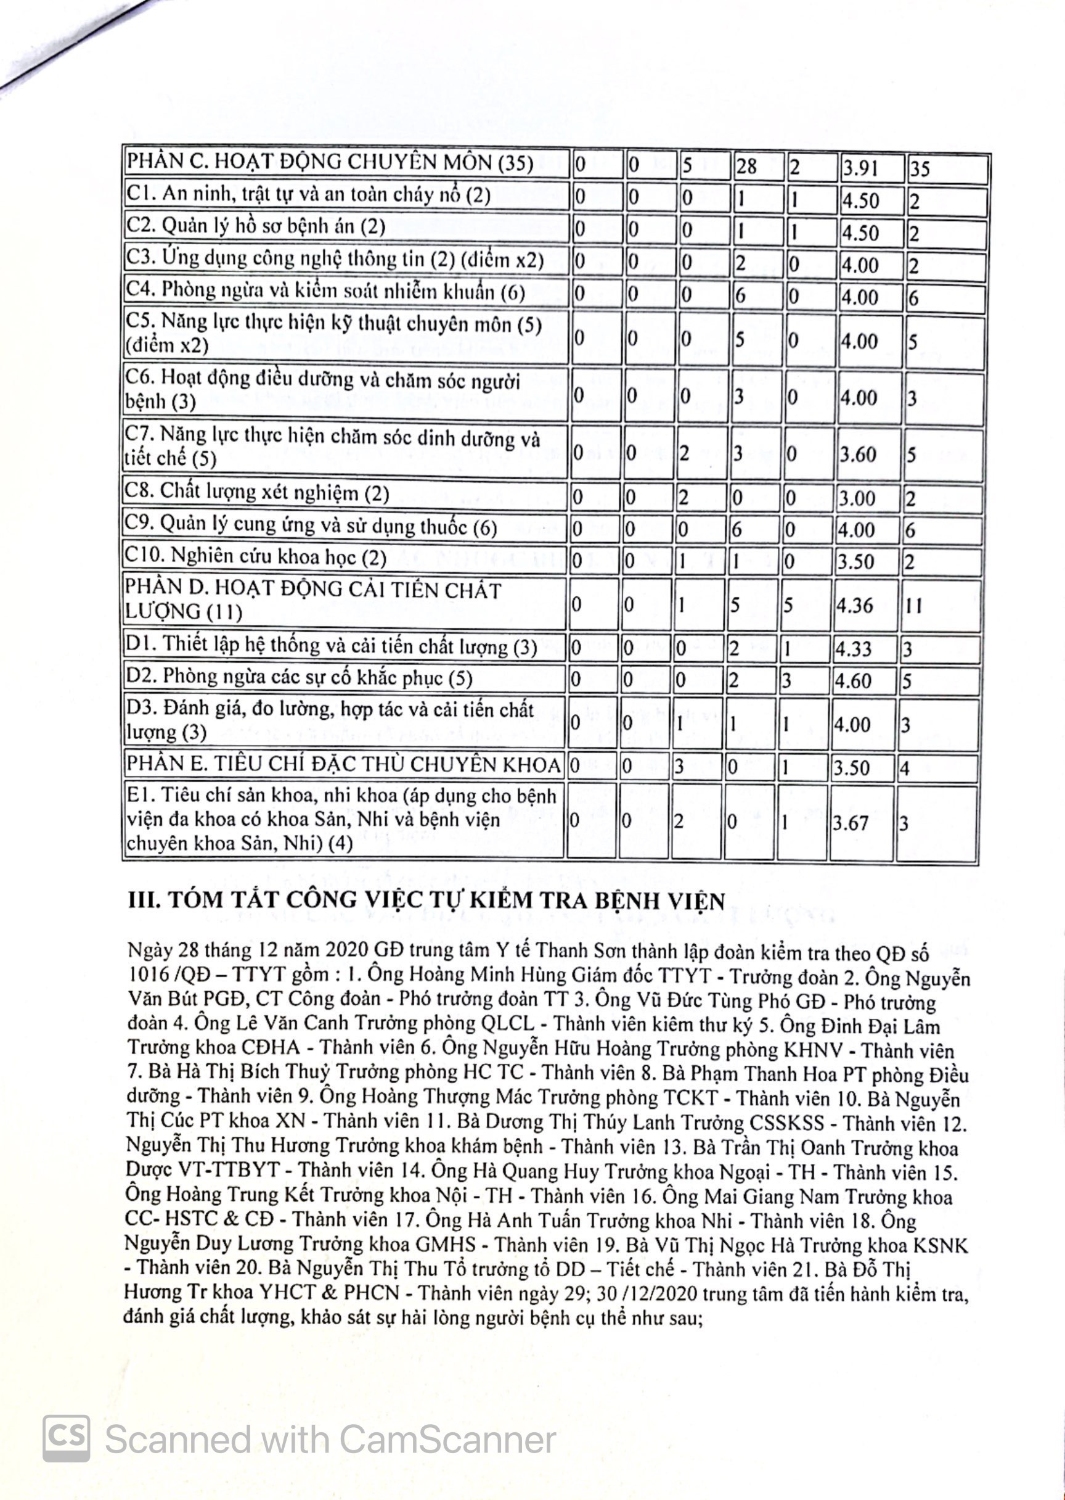 PHẦN C. HOẠT ĐỘNG CHUYÊN MÔN (35) 0 0 5 28 2 3.91 35
C1. An ninh, trật tự và an toàn cháy nổ (2) 0 0 0 1 1 4.50 2
C2. Quản lý hồ sơ bệnh án (2) 0 0 0 1 1 4.50 2
C3. Ứng dụng công nghệ thông tin (2) (điểm x2) 0 0 0 2 0 4.00 2
C4. Phòng ngừa và kiểm soát nhiễm khuẩn (6) 0 0 0 6 0 4.00 6
C5. Năng lực thực hiện kỹ thuật chuyên môn (5)
(điểm x2) 0 0 0 5 0 4.00 5
C6. Hoạt động điều dưỡng và chăm sóc người
bệnh (3) 0 0 0 3 0 4.00 3
C7. Năng lực thực hiện chăm sóc dinh dưỡng và
tiết chế (5) 0 0 2 3 0 3.60 5
C8. Chất lượng xét nghiệm (2) 0 0 2 0 0 3.00 2
C9. Quản lý cung ứng và sử dụng thuốc (6) 0 0 0 6 0 4.00 6
C10. Nghiên cứu khoa học (2) 0 0 1 1 0 3.50 2
PHẦN D. HOẠT ĐỘNG CẢI TIẾN CHẤT
LƯỢNG (11) 0 0 1 5 5 4.36 11
D1. Thiết lập hệ thống và cải tiến chất lượng (3) 0 0 0 2 1 4.33 3
D2. Phòng ngừa các sự cố khắc phục (5) 0 0 0 2 3 4.60 5
D3. Đánh giá, đo lường, hợp tác và cải tiến chất
lượng (3) 0 0 1 1 1 4.00 3
PHẦN E. TIÊU CHÍ ĐẶC THÙ CHUYÊN KHOA 0 0 3 0 1 3.50 4
E1. Tiêu chí sản khoa, nhi khoa (áp dụng cho bệnh
viện đa khoa có khoa Sản, Nhi và bệnh viện
chuyên khoa Sản, Nhi) (4) 0 0 2 0 1 3.67 3
III. TÓM TẮT CÔNG VIỆC TỰ KIỂM TRA BỆNH VIỆN
Ngày 28 tháng 12 năm 2020 GĐ trung tâm Y tế Thanh Sơn thành lập đoàn kiểm tra theo QĐ số
1016 /QĐ – TTYT gồm : 1. Ông Hoàng Minh Hùng Giám đốc TTYT - Trưởng đoàn 2. Ông Nguyễn
Văn Bút PGĐ, CT Công đoàn - Phó trưởng đoàn TT 3. Ông Vũ Đức Tùng Phó GĐ - Phó trưởng
đoàn 4. Ông Lê Văn Canh Trưởng phòng QLCL - Thành viên kiêm thư ký 5. Ông Đinh Đại Lâm
Trưởng khoa CĐHA - Thành viên 6. Ông Nguyễn Hữu Hoàng Trưởng phòng KHNV - Thành viên
7. Bà Hà Thị Bích Thuỷ Trưởng phòng HC TC - Thành viên 8. Bà Phạm Thanh Hoa PT phòng Điều
dưỡng - Thành viên 9. Ông Hoàng Thượng Mác Trưởng phòng TCKT - Thành viên 10. Bà Nguyễn
Thị Cúc PT khoa XN - Thành viên 11. Bà Dương Thị Thúy Lanh Trưởng CSSKSS - Thành viên 12.
Nguyễn Thị Thu Hương Trưởng khoa khám bệnh - Thành viên 13. Bà Trần Thị Oanh Trưởng khoa
Dược VT-TTBYT - Thành viên 14. Ông Hà Quang Huy Trưởng khoa Ngoại - TH - Thành viên 15.
Ông Hoàng Trung Kết Trưởng khoa Nội - TH - Thành viên 16. Ông Mai Giang Nam Trưởng khoa
CC- HSTC & CĐ - Thành viên 17. Ông Hà Anh Tuấn Trưởng khoa Nhi - Thành viên 18. Ông
Nguyễn Duy Lương Trưởng khoa GMHS - Thành viên 19. Bà Vũ Thị Ngọc Hà Trưởng khoa KSNK
- Thành viên 20. Bà Nguyễn Thị Thu Tổ trưởng tổ DD – Tiết chế - Thành viên 21. Bà Đỗ Thị
Hương Tr khoa YHCT & PHCN - Thành viên ngày 29; 30 /12/2020 trung tâm đã tiến hành kiểm tra,
đánh giá chất lượng, khảo sát sự hài lòng người bệnh cụ thể như sau;
CS Scanned with CamScanner